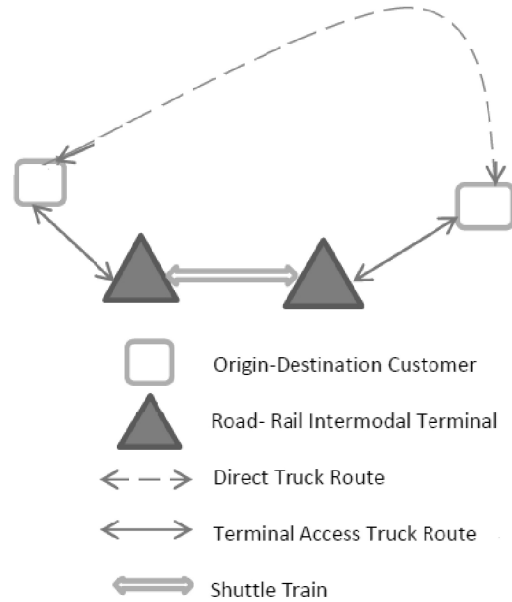 Origin-Destination Customer
Road- Rail Intermodal Terminal
Direct Truck Route
Terminal Access Truck Route
Shuttle Train